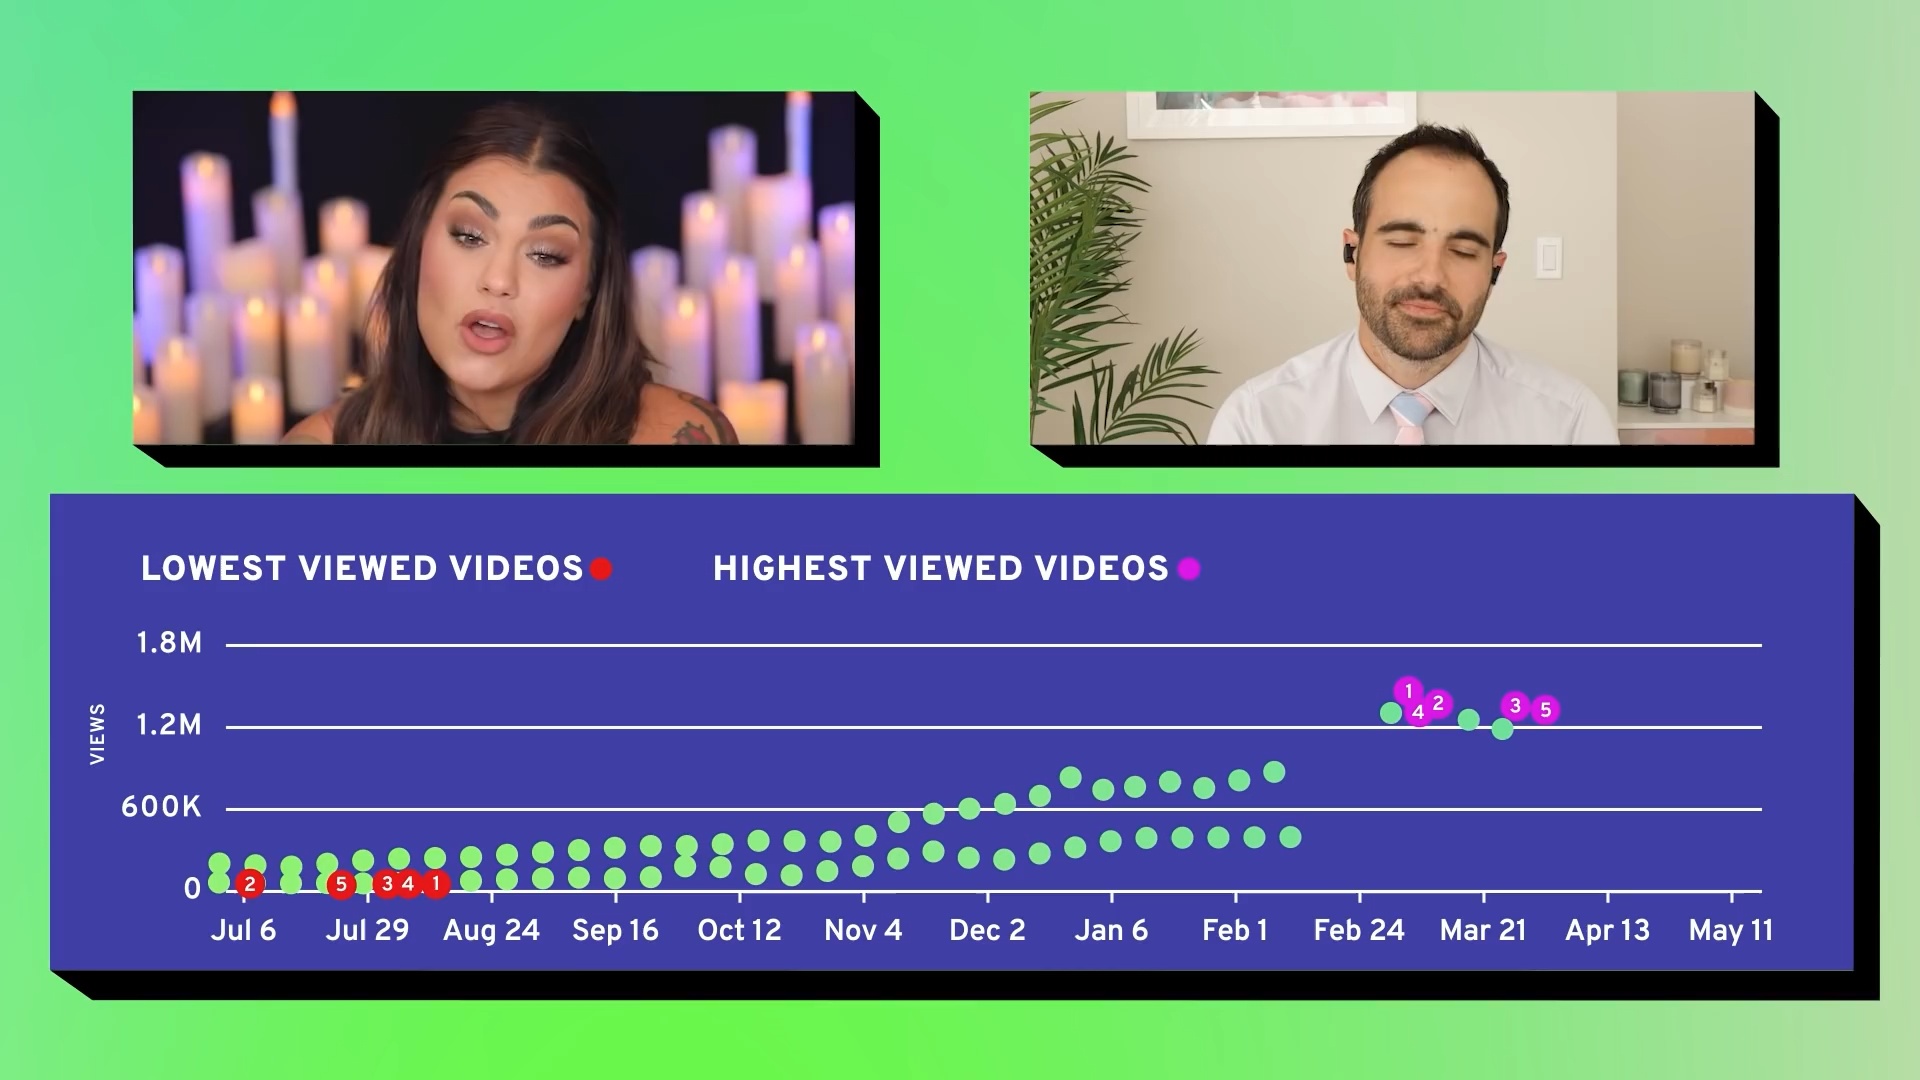 LOWEST VIEWED VIDEOS
HIGHEST VIEWED VIDEOS
1.8M
1.2M
600K
0
VIEWS
1
4
2
3
5
2
5
3
4
1
Jul 6
Jul 29
Aug 24
Sep 16
Oct 12
Nov 4
Dec 2
Jan 6
Feb 1
Feb 24
Mar 21
Apr 13
May 11